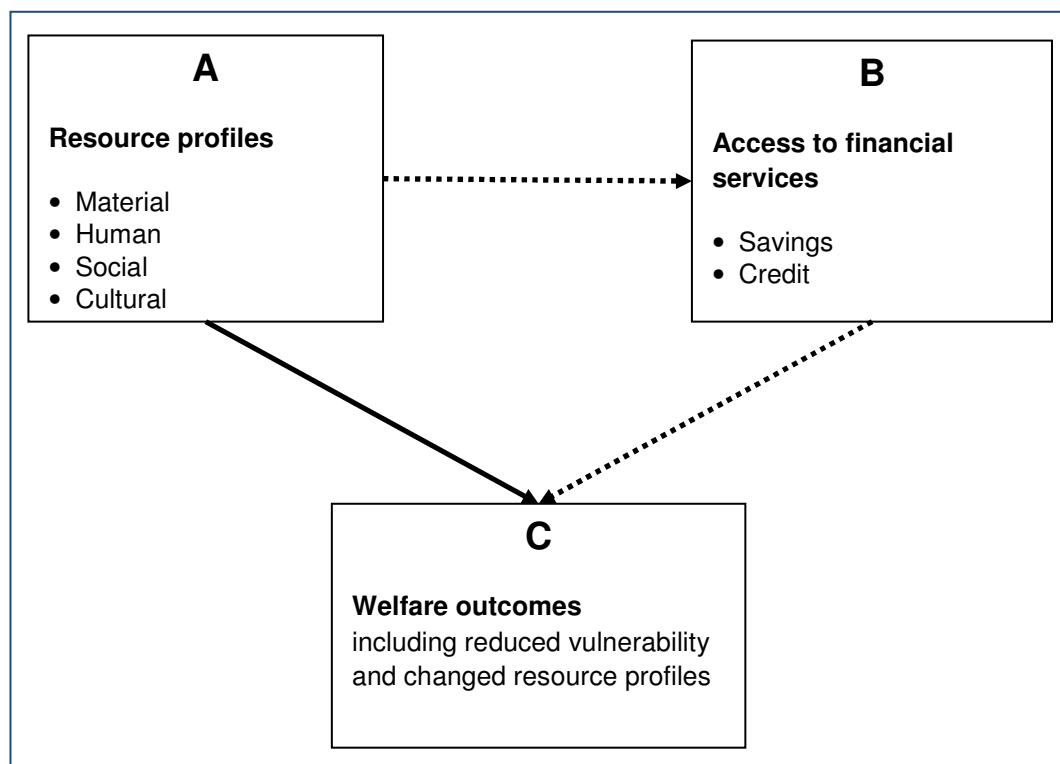 A
Resource profiles
• Material
• Human
• Social
• Cultural
B
Access to financial
services
• Savings
• Credit
C
Welfare outcomes
including reduced vulnerability
and changed resource profiles